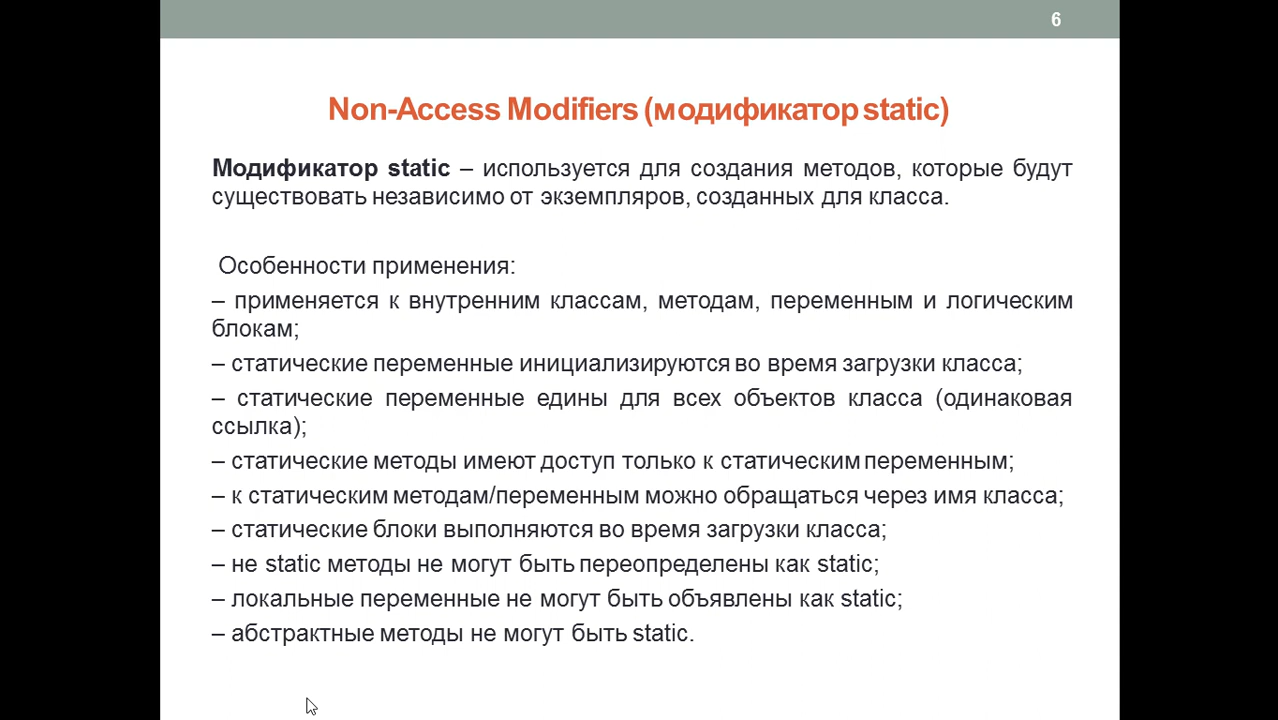 6
Non-Access Modifiers (модификатор static)
Модификатор static – используется для создания методов, которые будут
существовать независимо от экземпляров, созданных для класса.
Особенности применения:
– применяется к внутренним классам, методам, переменным и логическим
блокам;
– статические переменные инициализируются во время загрузки класса;
– статические переменные едины для всех объектов класса (одинаковая
ссылка);
– статические методы имеют доступ только к статическим переменным;
– к статическим методам/переменным можно обращаться через имя класса;
– статические блоки выполняются во время загрузки класса;
– не static методы не могут быть переопределены как static;
– локальные переменные не могут быть объявлены как static;
– абстрактные методы не могут быть static.